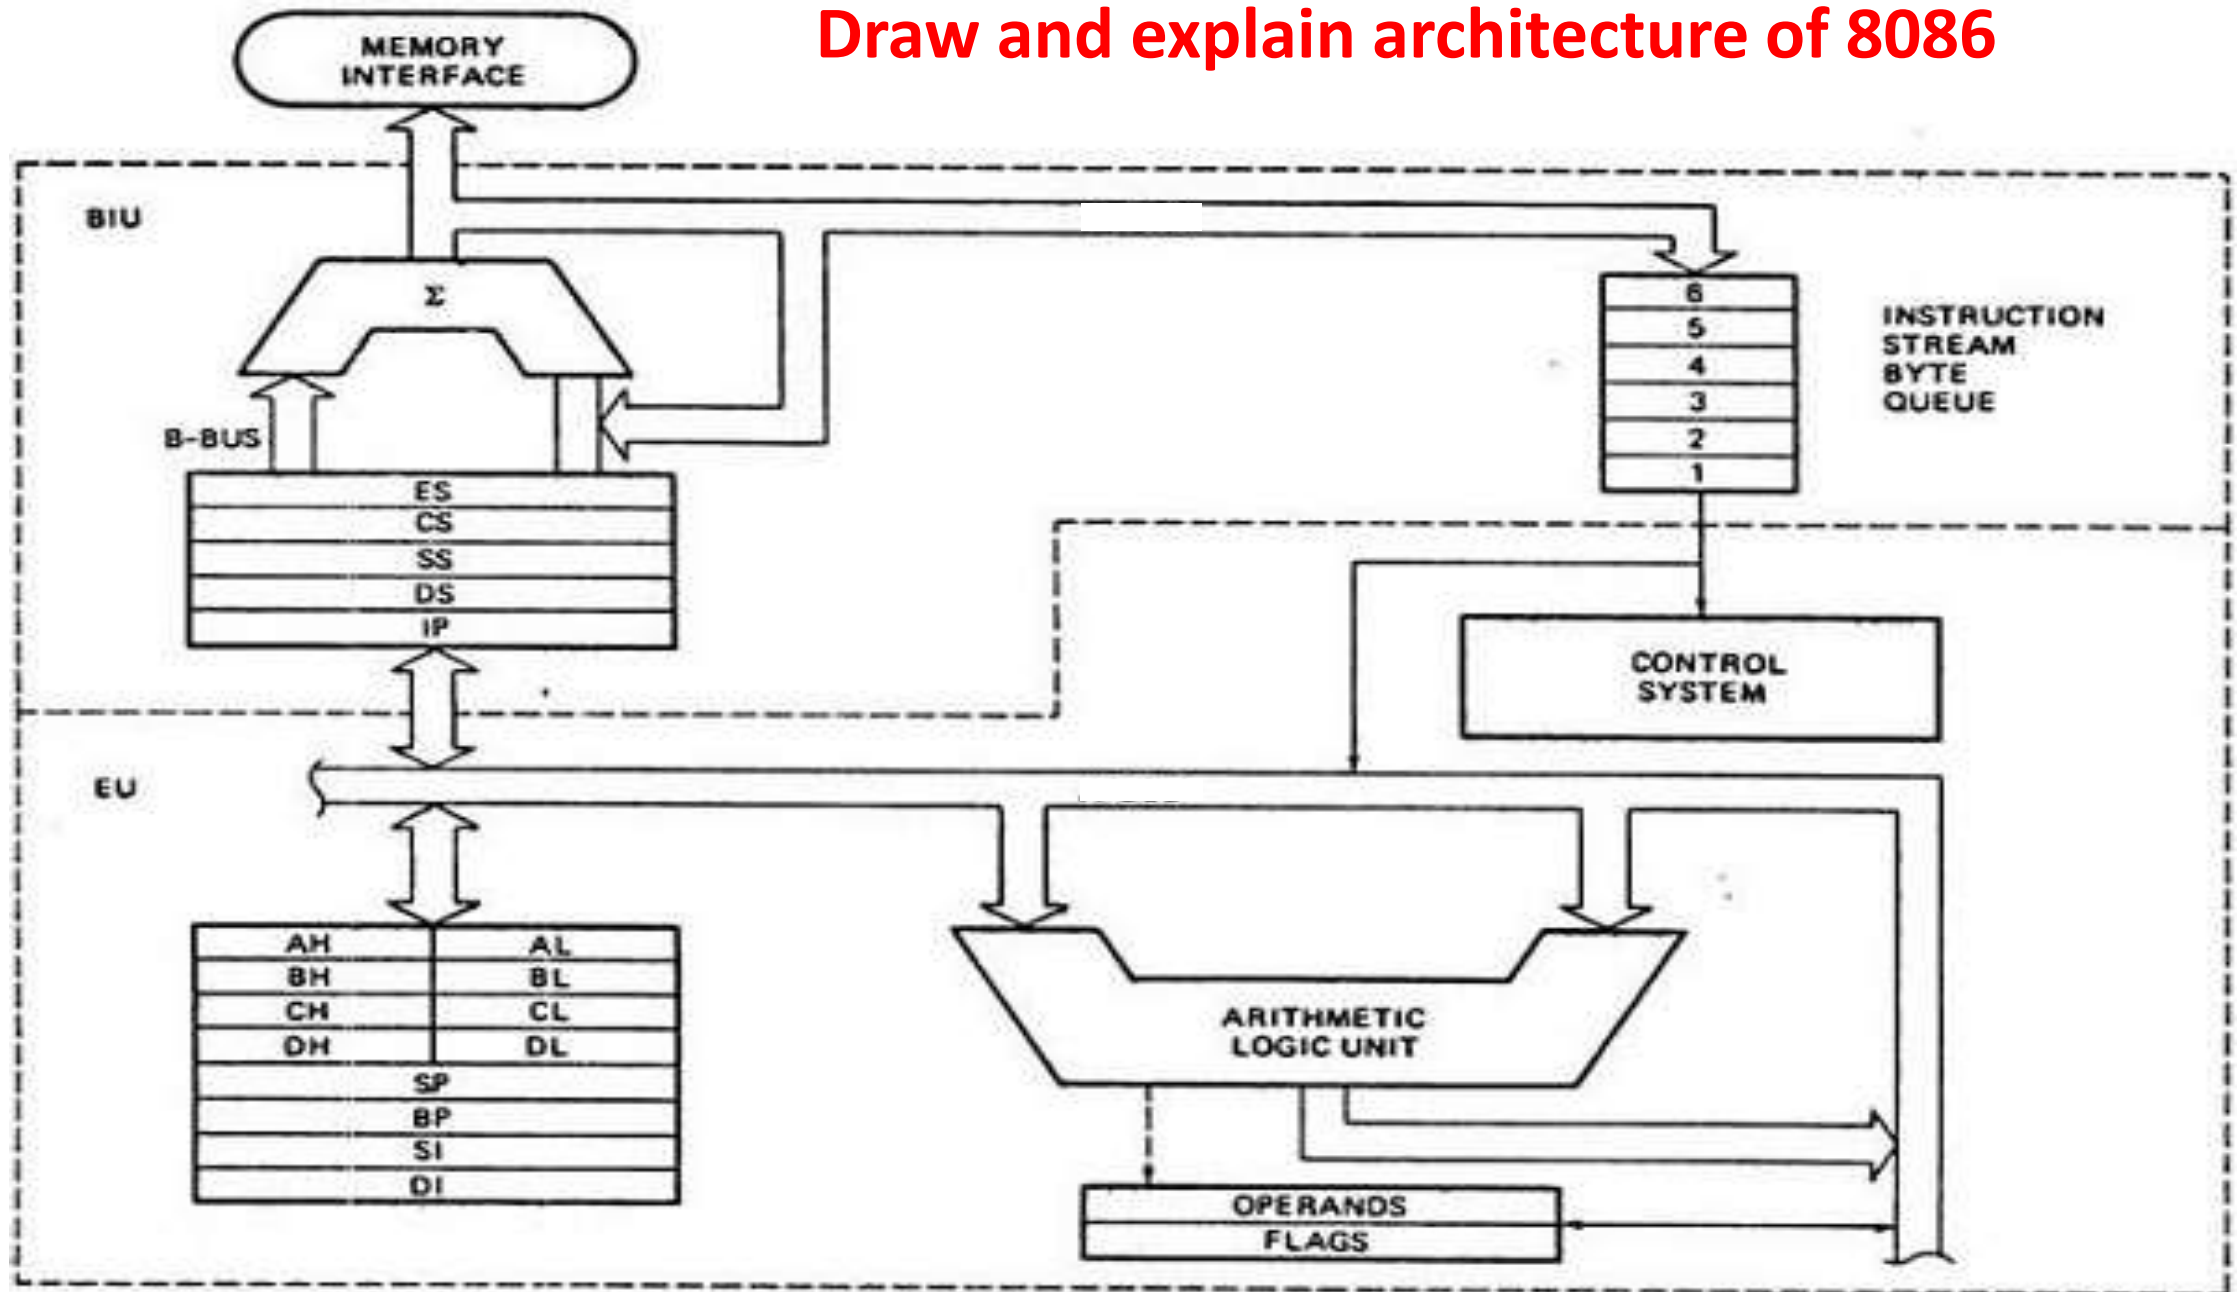 Draw and explain architecture of 8086
MEMORY
INTERFACE
BIU
Σ
B-BUS
ES
CS
SS
DS
IP
6
5
4
3
2
1
INSTRUCTION
STREAM
BYTE
QUEUE
CONTROL
SYSTEM
EU
AH AL
BH BL
CH CL
DH DL
SP
BP
SI
DI
ARITHMETIC
LOGIC UNIT
OPERANDS
FLAGS